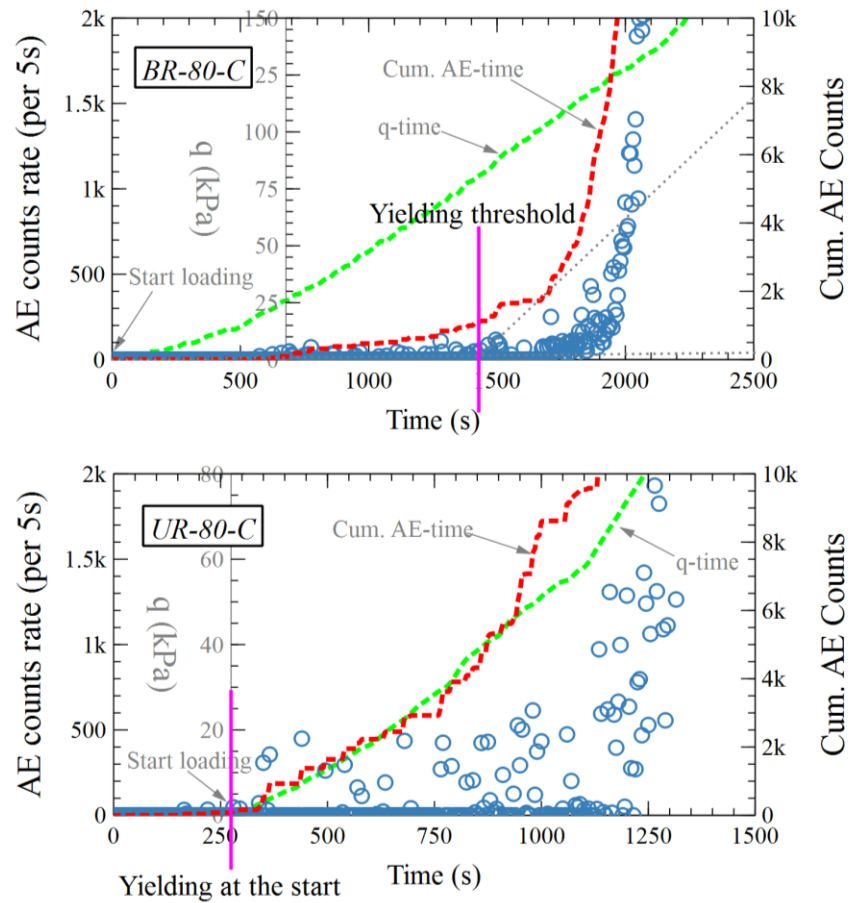 2k
1.5k
1k
500
0
AE counts rate (per 5s)
BR-80-C
150
125
100
75
50
25
0
q (kPa)
Cum. AE-time
q-time
Yielding threshold
Start loading
10k
8k
6k
4k
2k
0
Cum. AE Counts
0 500 1000 1500 2000 2500
Time (s)
2k
1.5k
1k
500
0
AE counts rate (per 5s)
UR-80-C
80
60
40
20
0
q (kPa)
Cum. AE-time
q-time
Start loading
10k
8k
6k
4k
2k
0
Cum. AE Counts
0 250 500 750 1000 1250 1500
Yielding at the start
Time (s)